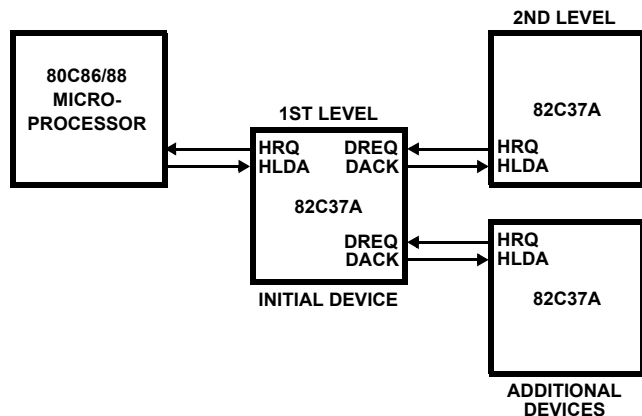 2ND LEVEL
80C86/88
MICRO-
PROCESSOR
1ST LEVEL
HRQ
HLDA
DREQ
DACK
82C37A
DREQ
DACK
INITIAL DEVICE
82C37A
HRQ
HLDA
HRQ
HLDA
82C37A
ADDITIONAL
DEVICES